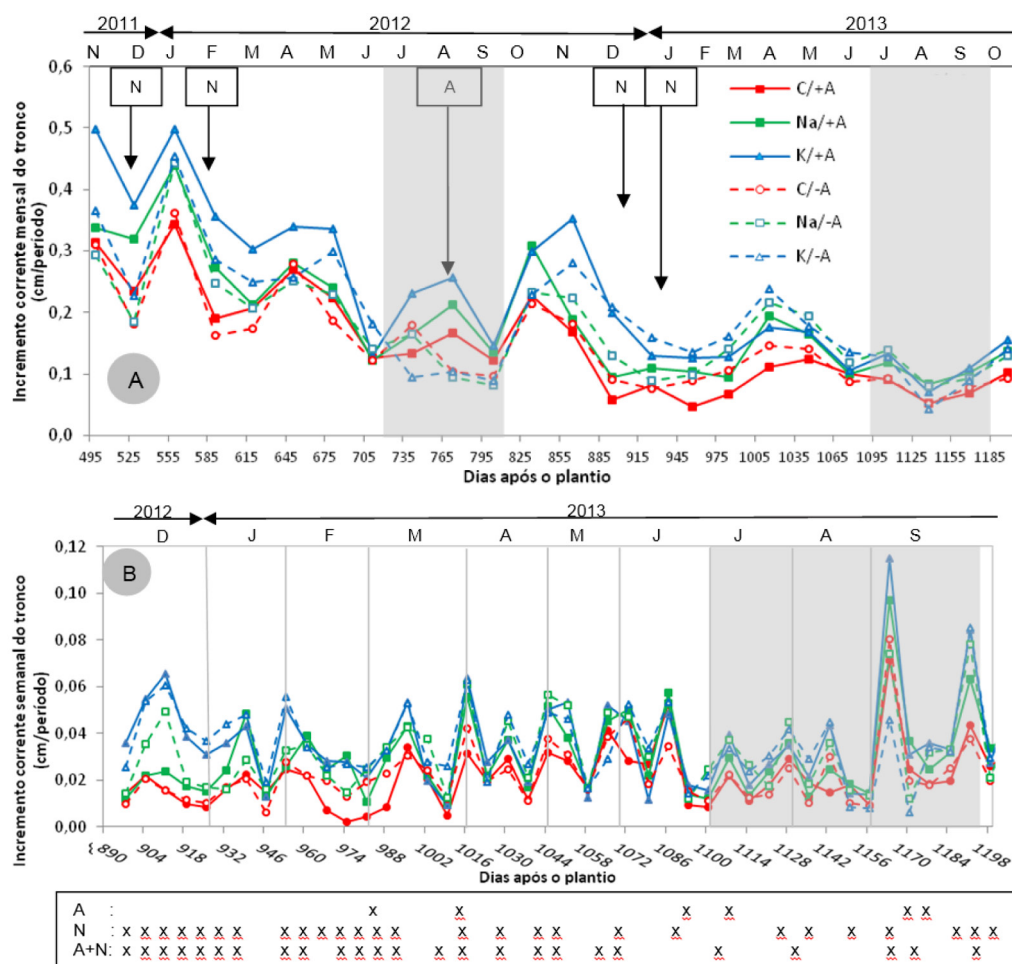 2011 2012 2013
N D J F M A M J J A S O N D J F M A M J J A S O
0,6
0,5
0,4
0,3
0,2
0,1
0,0
N N A N N
C/+A
Na/+A
K/+A
C/-A
Na/-A
K/-A
A
Incremento corrente mensal do tronco
(cm/período)
495 525 555 585 615 645 675 705 735 765 795 825 855 885 915 945 975 1005 1035 1065 1095 1125 1155 1185
Dias após o plantio
2012 2013
D J F M A M J J A S
B
0,12
0,10
0,08
0,06
0,04
0,02
0,00
Incremento corrente semanal do tronco
(cm/período)
890 904 918 932 946 960 974 988 1002 1016 1030 1044 1058 1072 1086 1100 1114 1128 1142 1156 1170 1184 1198
Dias após o plantio
A : x x x x x x
N : x x x x x x x x x x x x x x x x x x x x x x x x x x
A+N: x x x x x x x x x x x x x x x x x x x x x x x x x